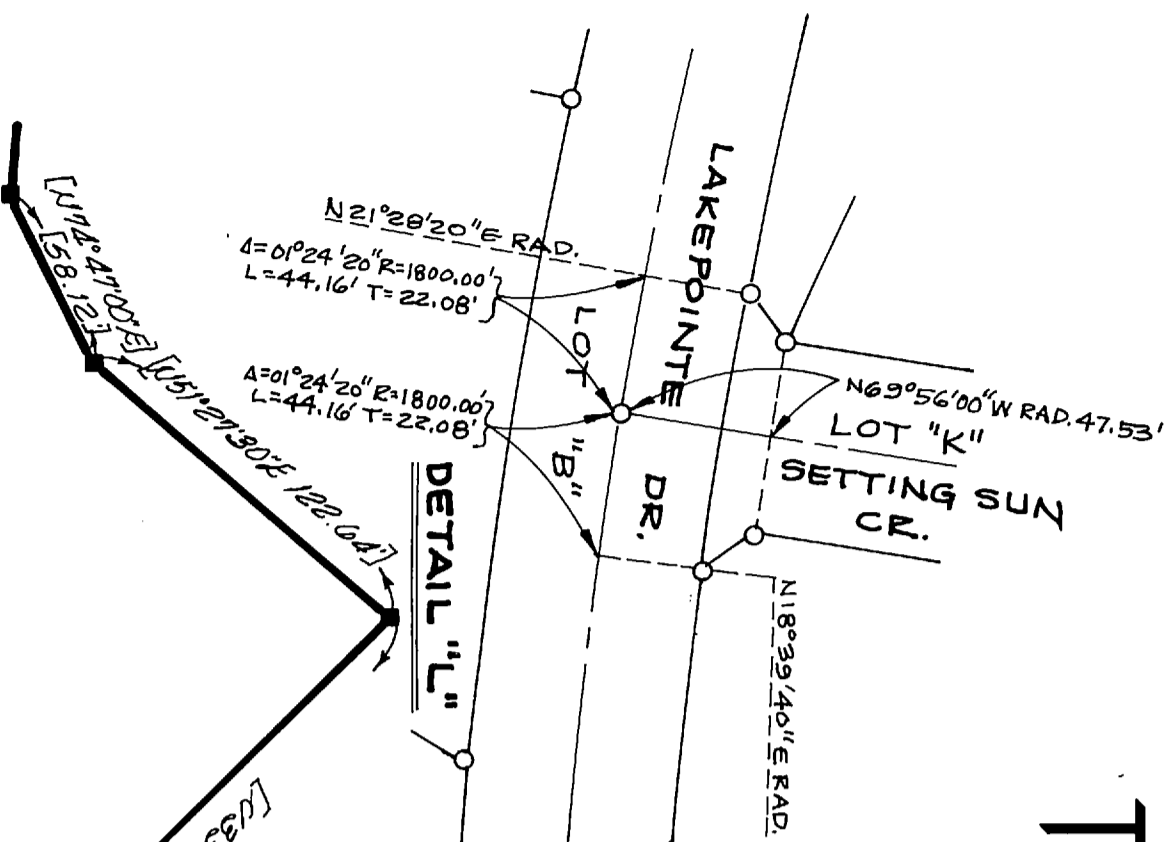 LAKEPOINTE DR.
N21°28'20"E RAD.
Δ=01°24'20" R=1800.00'
L=44.16' T=22.08'
LOT "B"
Δ=01°24'20" R=1800.00'
L=44.16' T=22.08'
N69°56'00"W RAD. 47.53'
LOT "K"
SETTING SUN
CR.
N18°39'40"E RAD.
DETAIL "L"
[N74°47'00"E]
[58.12']
[N51°27'30"E 122.64']